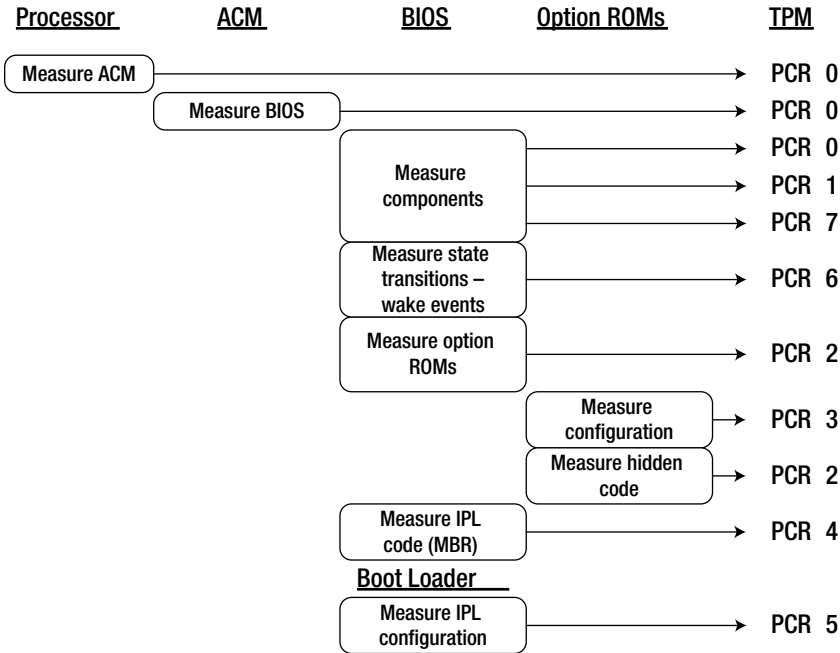 Processor ACM BIOS Option ROMs TPM
Measure ACM PCR 0
Measure BIOS PCR 0
Measure
components
PCR 0
PCR 1
PCR 7
Measure state
transitions –
wake events
PCR 6
Measure option
ROMs
PCR 2
Measure
configuration
PCR 3
Measure hidden
code
PCR 2
Measure IPL
code (MBR)
PCR 4
Boot Loader
Measure IPL
configuration
PCR 5